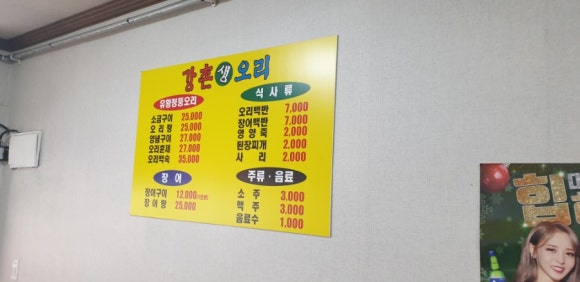 강촌 생 오리
유황청둥오리
소금구이 25,000
오리탕 25,000
양념구이 27,000
오리훈제 27,000
오리백숙 35,000
장어
장어구이 12,000
장어탕 25,000
식사류
오리백반 7,000
장어백반 7,000
영양죽 2,000
된장찌개 2,000
사리 2,000
주류·음료
소주 3,000
맥주 3,000
음료수 1,000